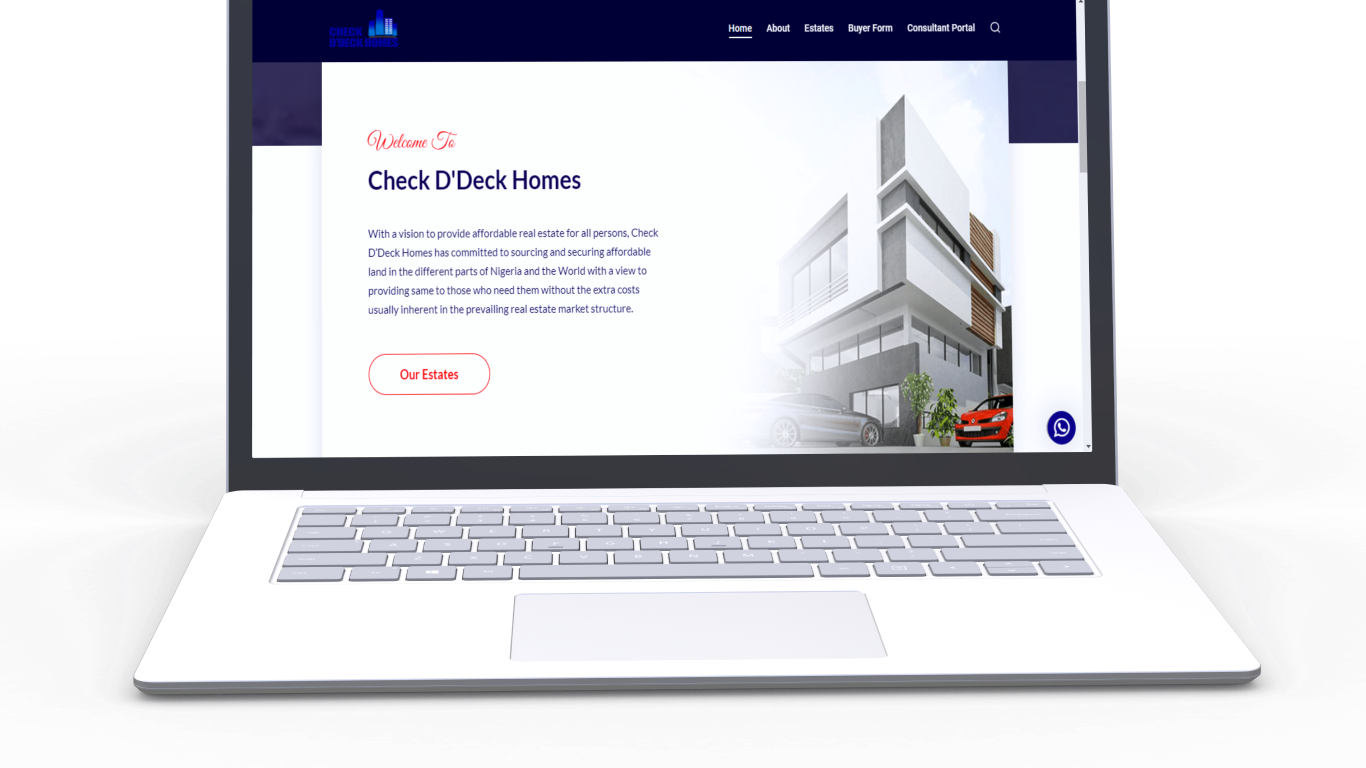 CHECK
D'DECK HOMES
Home About Estates Buyer Form Consultant Portal
Welcome To
Check D'Deck Homes
With a vision to provide affordable real estate for all persons, Check
D'Deck Homes has committed to sourcing and securing affordable
land in the different parts of Nigeria and the World with a view to
providing same to those who need them without the extra costs
usually inherent in the prevailing real estate market structure.
Our Estates